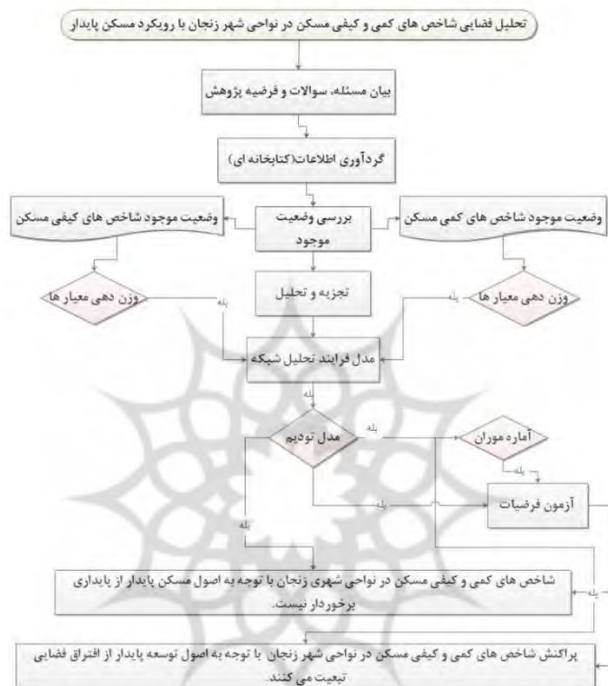 تحلیل فضایی شاخص های کمی و کیفی مسکن در نواحی شهر زنجان با رویکرد مسکن پایدار
بیان مسئله، سوالات و فرضیه پژوهش
گردآوری اطلاعات(کتابخانه ای)
وضعیت موجود شاخص های کمی مسکن
بررسی وضعیت
موجود
وضعیت موجود شاخص های کیفی مسکن
وزن دهی معیار ها
بله
تجزیه و تحلیل
بله
وزن دهی معیار ها
مدل فرایند تحلیل شبکه
بله
آماره موران
بله
مدل تودیم
بله
آزمون فرضیات
بله
بله
شاخص های کمی و کیفی مسکن در نواحی شهری زنجان با توجه به اصول مسکن پایدار از پایداری
برخوردار نیست.
بله
پراکنش شاخص های کمی و کیفی مسکن در نواحی شهر زنجان با توجه به اصول توسعه پایدار از افتراق فضایی
تبعیت می کنند.